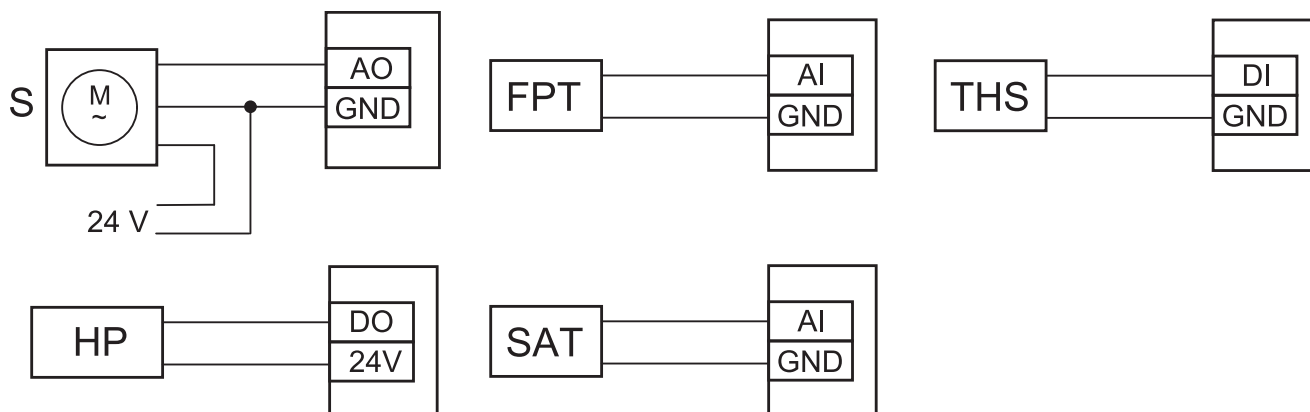 S
M
~
24 V
AO
GND
FPT
AI
GND
THS
DI
GND
HP
DO
24V
SAT
AI
GND